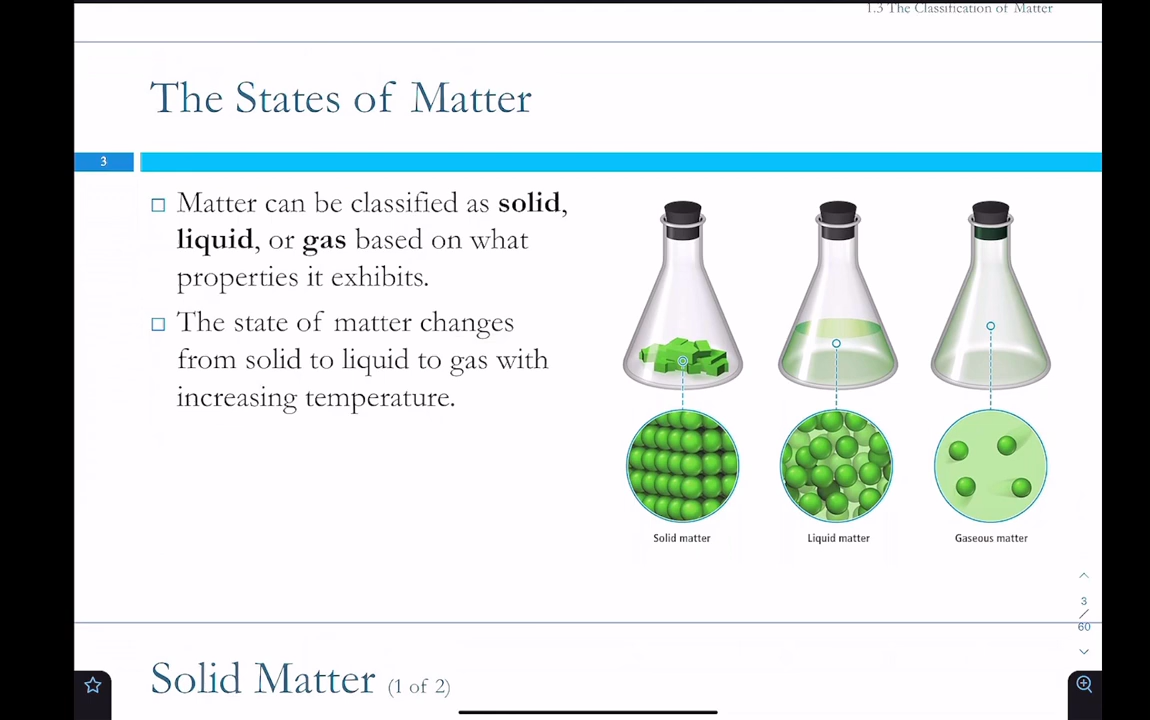 1.3 The Classification of Matter
The States of Matter
3
Matter can be classified as solid,
liquid, or gas based on what
properties it exhibits.
The state of matter changes
from solid to liquid to gas with
increasing temperature.
Solid matter
Liquid matter
Gaseous matter
3
/
60
Solid Matter (1 of 2)